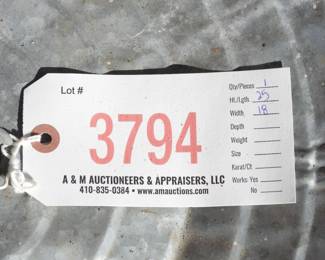 Lot #
3794
A & M AUCTIONEERS & APPRAISERS, LLC
410-835-0384 • www.amauctions.com
Qty/Pieces 1
Ht./Lgth. 25
Width 18
Depth
Weight
Size
Karat/Ct.
Works: Yes
No